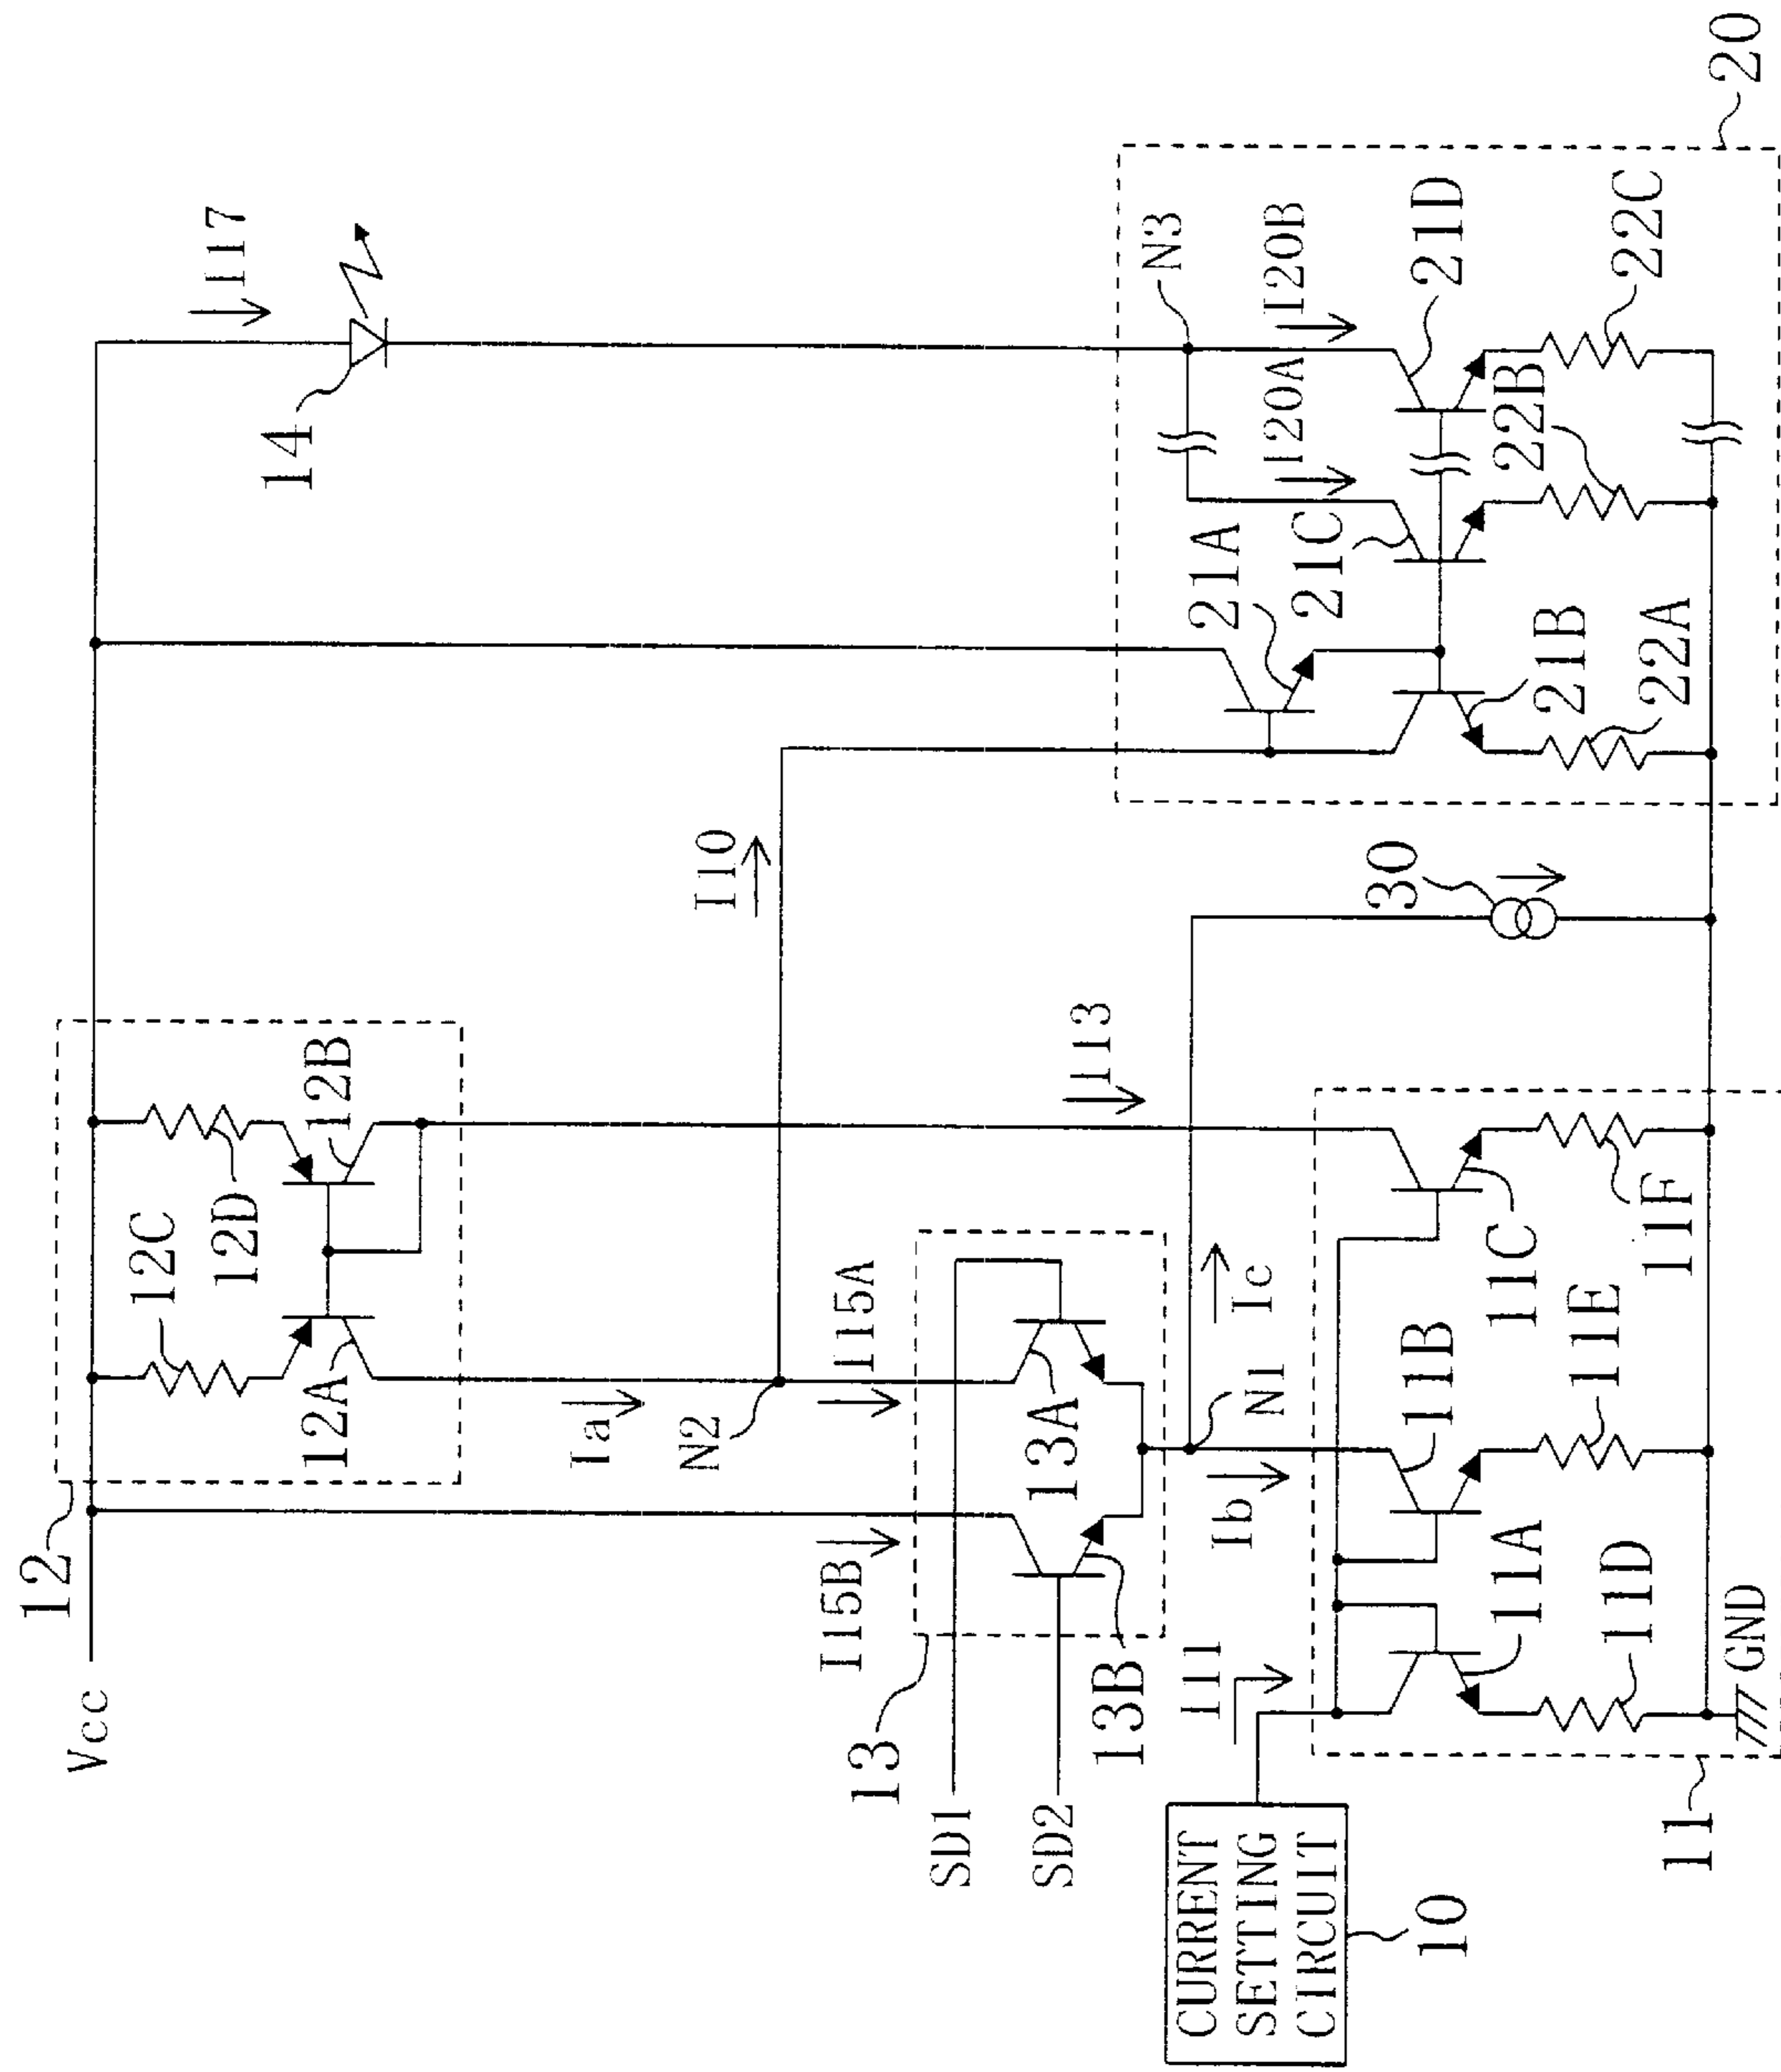 12
Vcc
12C
12D
12A
12B
I17
14
Ia
N2
I10
I15B
I15A
13
SD1
SD2
13A
13B
I13
N3
21A
I20A
I20B
CURRENT
SETTING
CIRCUIT
10
I11
Ib
N1
Ic
30
21C
21D
11A
11B
11C
21B
22B
11D
11E
11F
22A
22C
11
GND
20